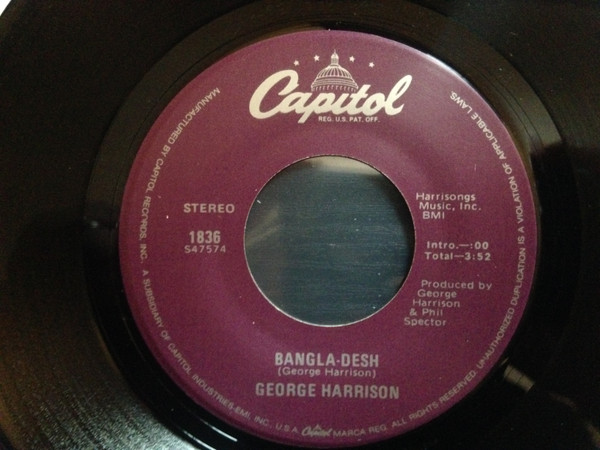 Capitol
REG. U.S. PAT. OFF.
STEREO
1836
S47574
Harrisongs
Music, Inc.
BMI
Intro.—:00
Total—3:52
Produced by
George
Harrison
& Phil
Spector
BANGLA-DESH
(George Harrison)
GEORGE HARRISON
MANUFACTURED BY CAPITOL RECORDS, INC. A SUBSIDIARY OF CAPITOL INDUSTRIES-EMI, INC. U.S.A. Capitol MARCA REG. ALL RIGHTS RESERVED. UNAUTHORIZED DUPLICATION IS A VIOLATION OF APPLICABLE LAWS.